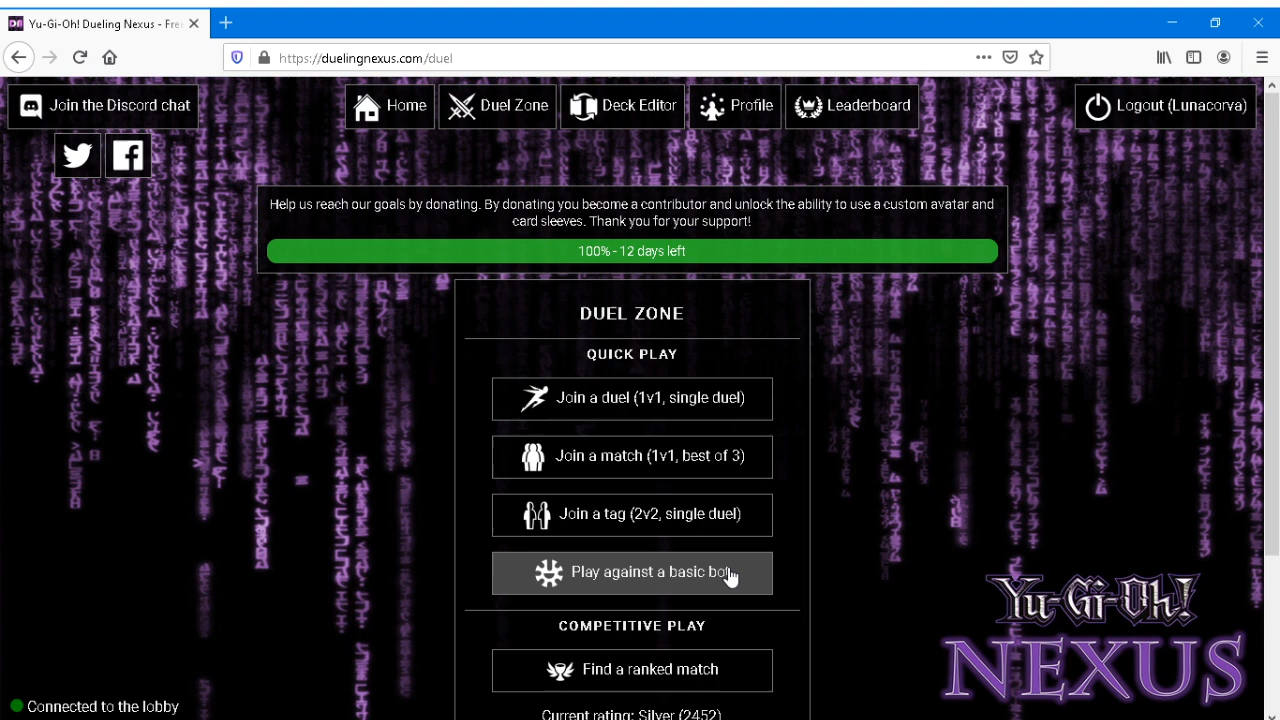 Yu-Gi-Oh! Dueling Nexus - Fre
https://duelingnexus.com/duel
Join the Discord chat
Home
Duel Zone
Deck Editor
Profile
Leaderboard
Logout (Lunacorva)
Help us reach our goals by donating. By donating you become a contributor and unlock the ability to use a custom avatar and
card sleeves. Thank you for your support!
100% - 12 days left
DUEL ZONE
QUICK PLAY
Join a duel (1v1, single duel)
Join a match (1v1, best of 3)
Join a tag (2v2, single duel)
Play against a basic bot
COMPETITIVE PLAY
Find a ranked match
Current rating: Silver (2452)
Yu-Gi-Oh!
NEXUS
Connected to the lobby